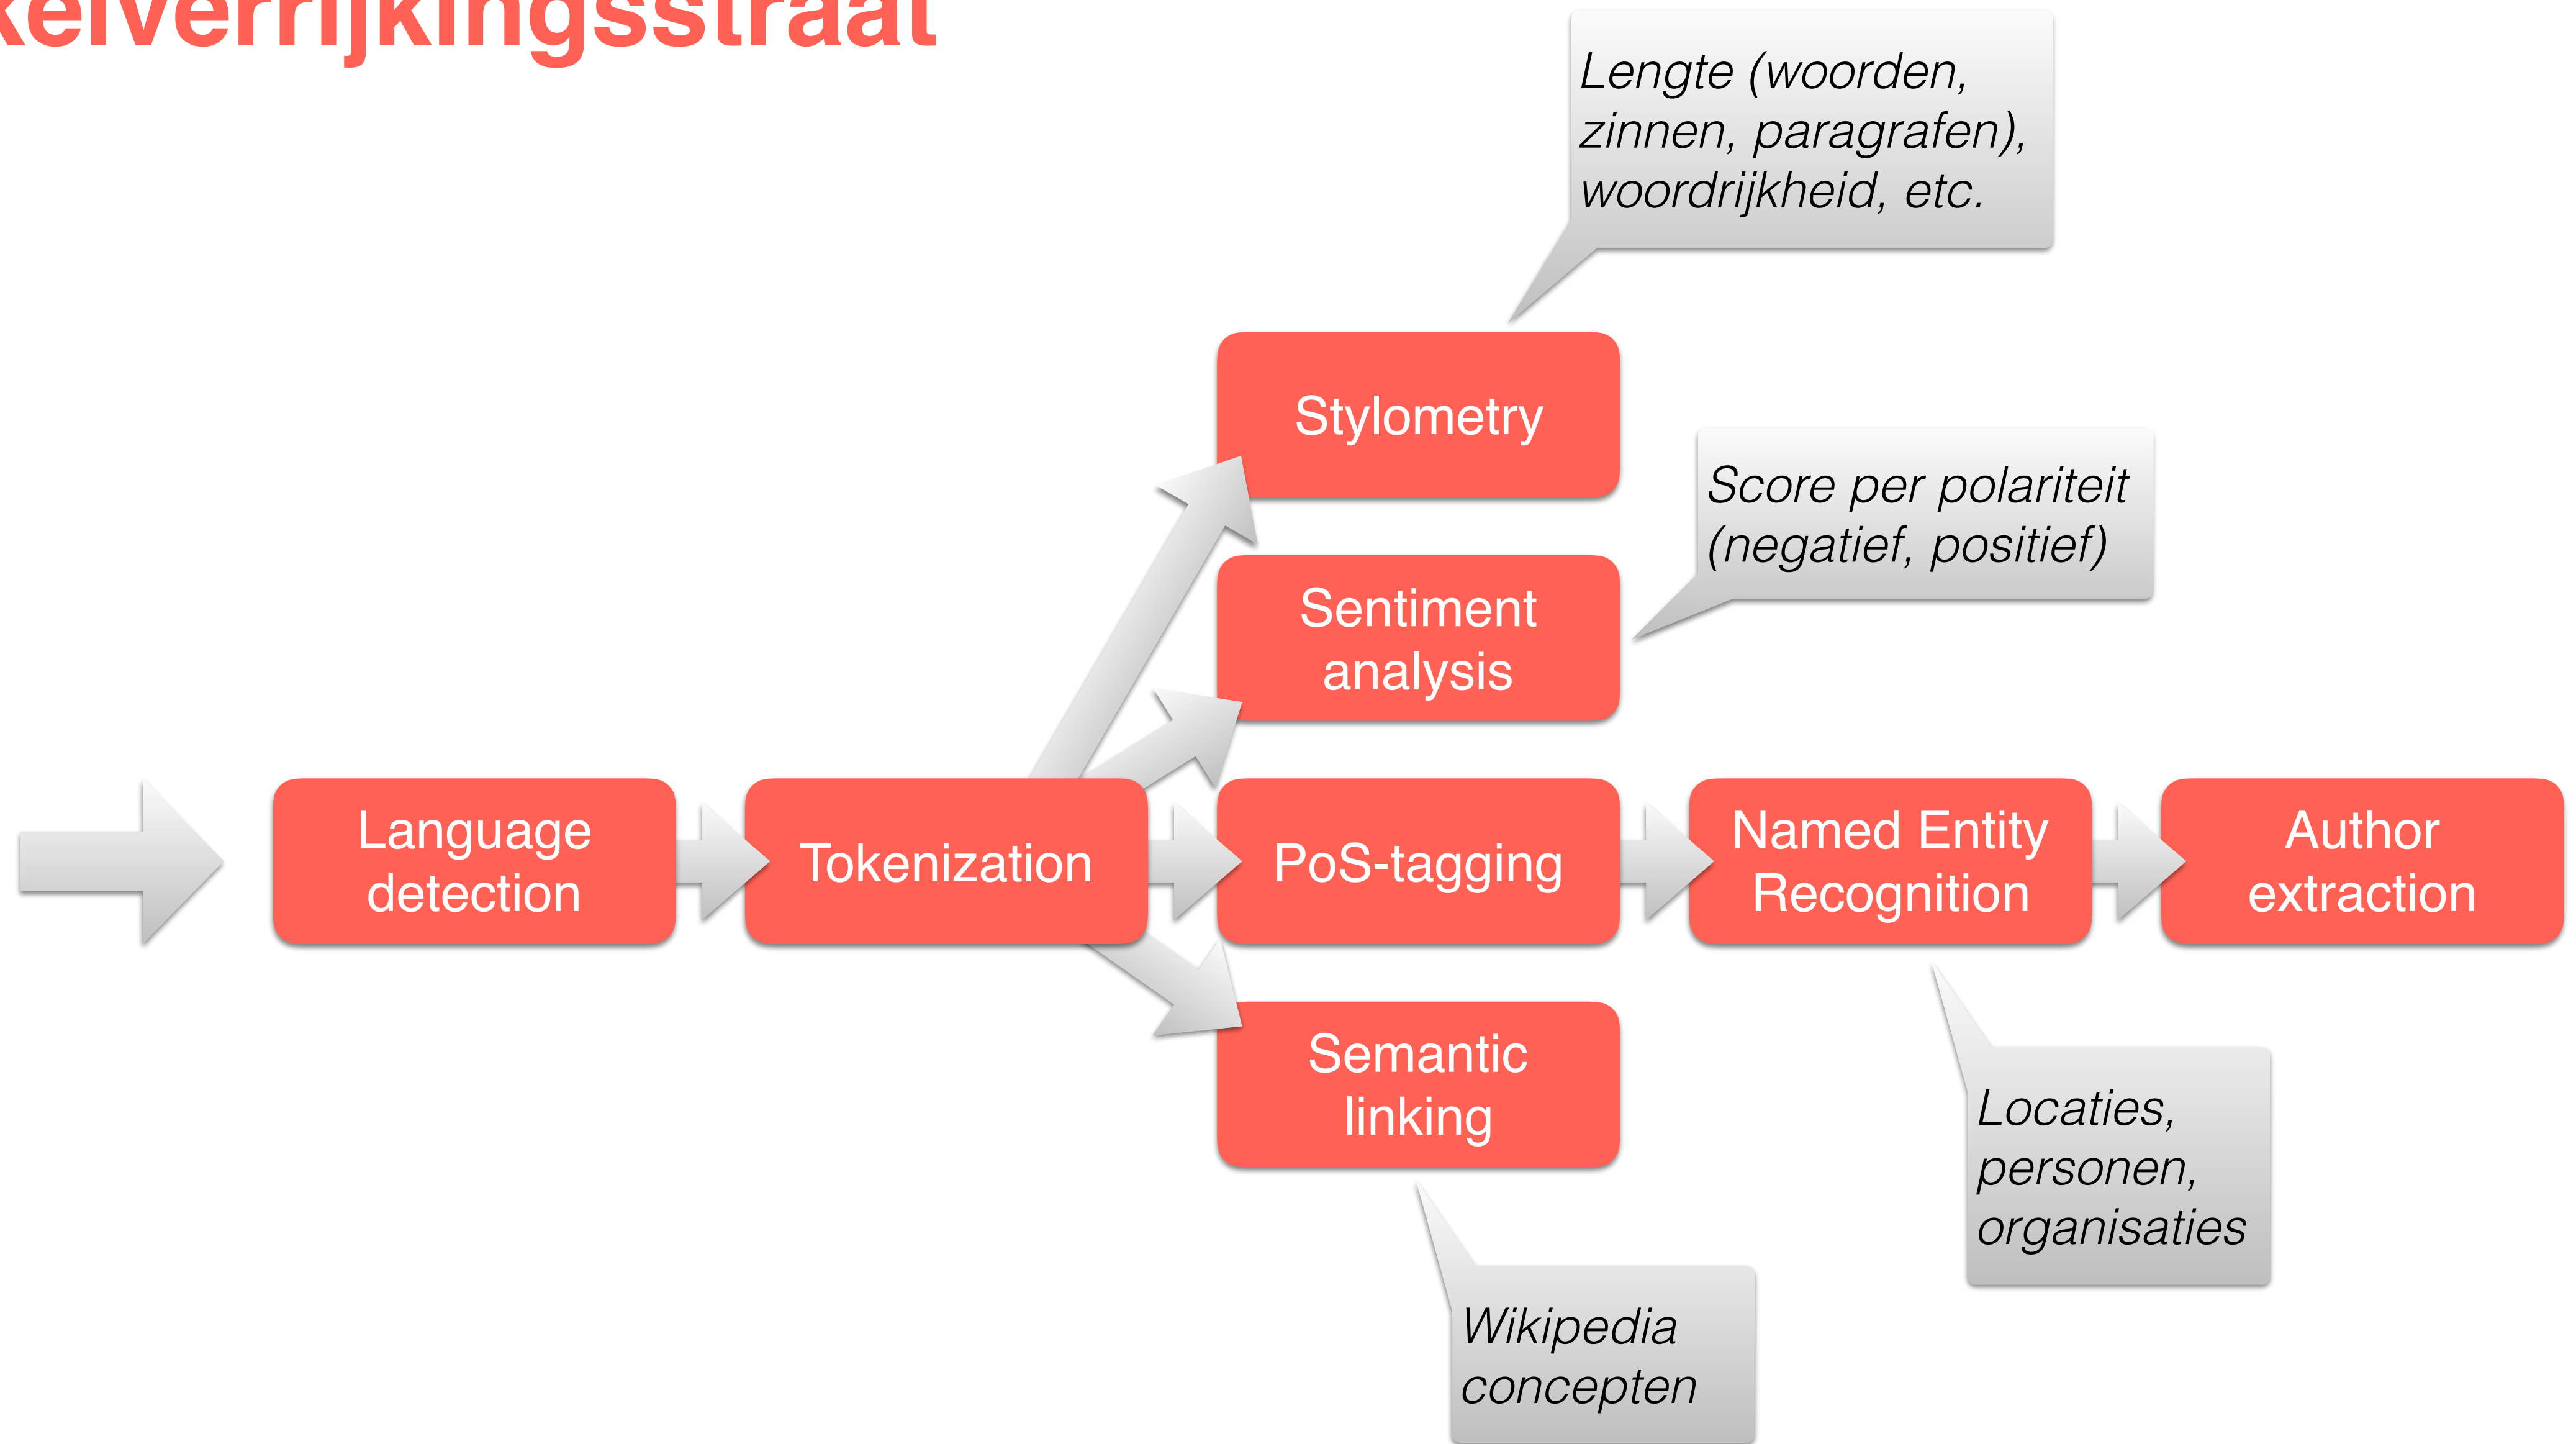 kelverrijkingsstraat
Lengte (woorden,
zinnen, paragrafen),
woordrijkheid, etc.
Stylometry
Score per polariteit
(negatief, positief)
Sentiment
analysis
Language
detection
Tokenization
PoS-tagging
Named Entity
Recognition
Author
extraction
Semantic
linking
Locaties,
personen,
organisaties
Wikipedia
concepten